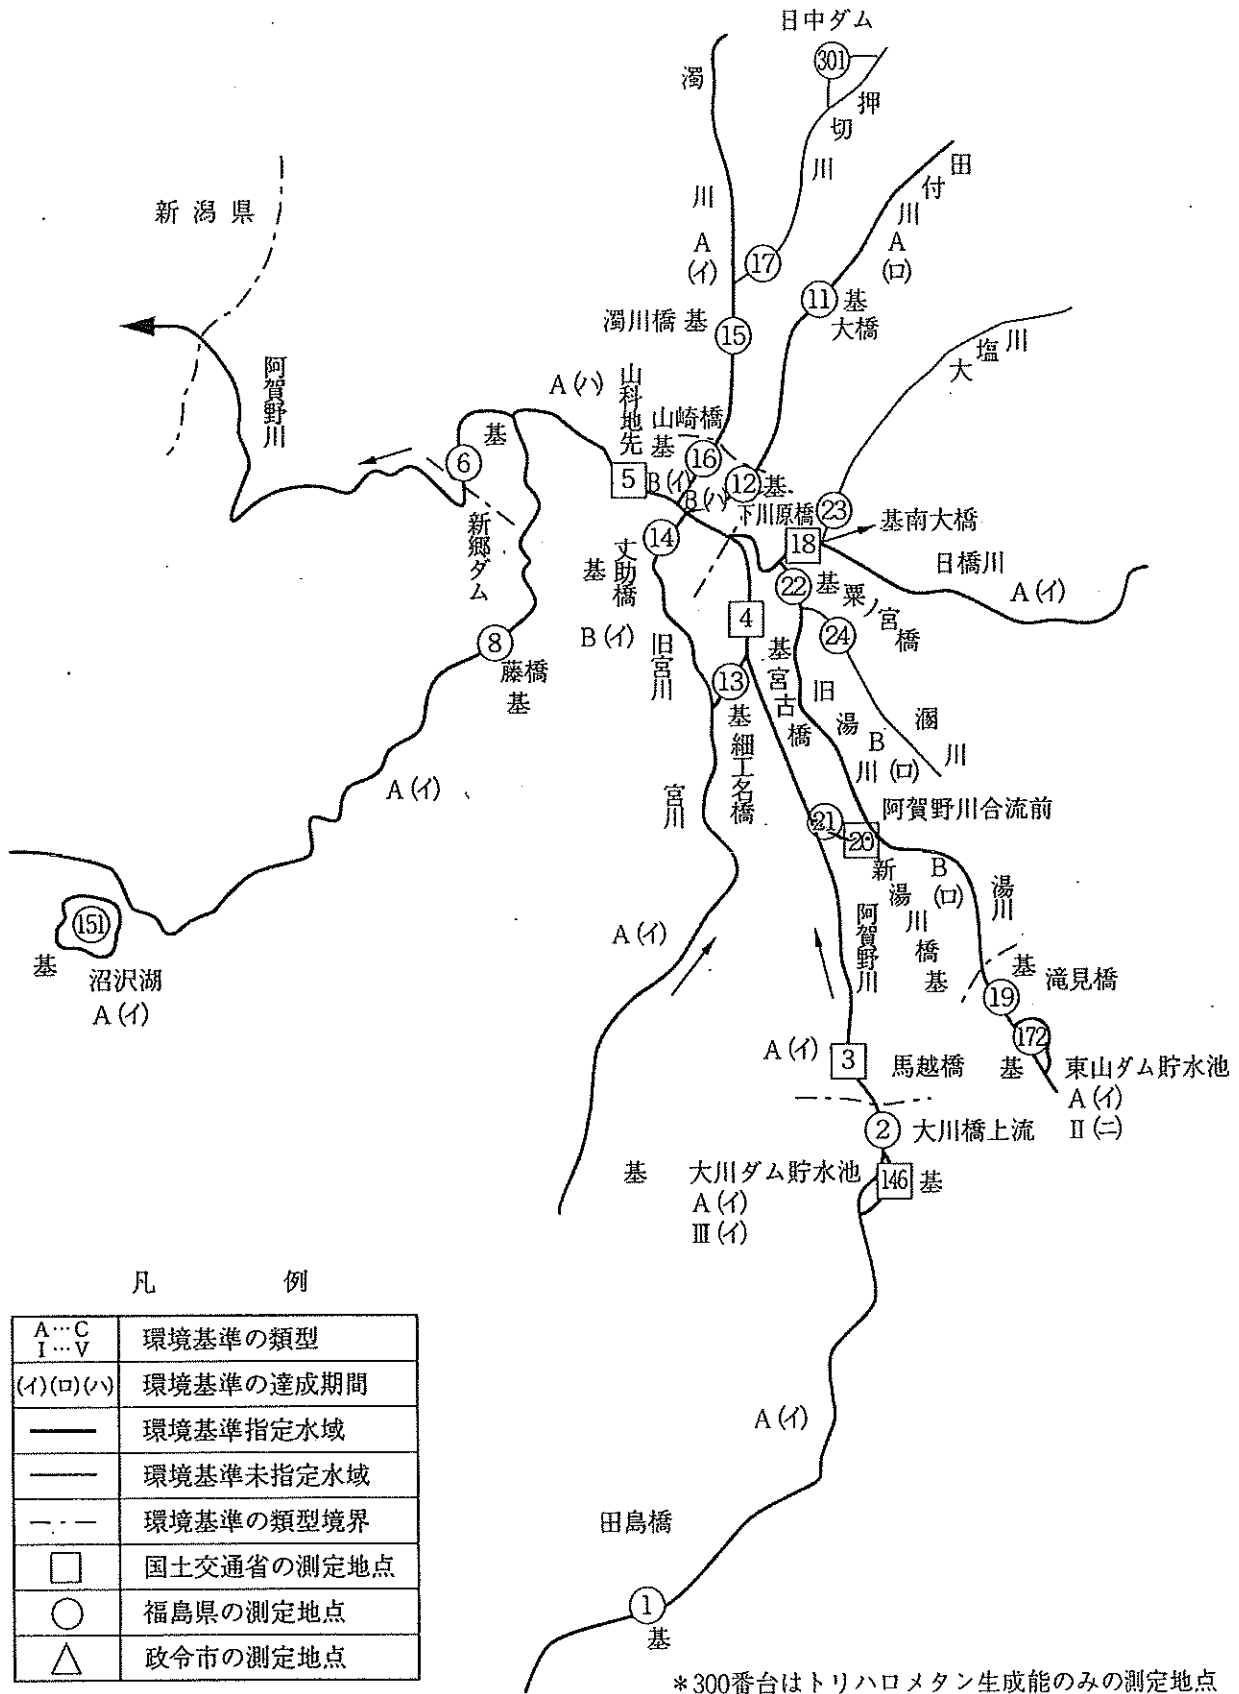 日中ダム
301
濁川
A
(イ)
押切川
田付川
A
(ロ)
新潟県
17
11
基
大橋
濁川橋 基
15
大塩川
阿賀野川
A (ハ)
山科地先
山崎橋
基
16
基
6
5
B (イ)
B (ハ)
12
基
下川原橋
23
基南大橋
18
日橋川
A (イ)
新郷ダム
14
丈助橋
基
B (イ)
22
基
粟ノ宮橋
4
24
8
藤橋
基
旧宮川
13
基
細工名橋
基
宮古橋
旧湯川
B
(ロ)
溷川
A (イ)
宮川
21
20
阿賀野川合流前
新湯川橋
基
B
(ロ)
湯川
151
基
沼沢湖
A (イ)
A (イ)
阿賀野川
基
滝見橋
19
172
基
東山ダム貯水池
A (イ)
II (ニ)
A (イ)
3
馬越橋
2
大川橋上流
基
大川ダム貯水池
A (イ)
III (イ)
146
基
A (イ)
田島橋
1
基
凡 例
A…C
I…V
環境基準の類型
(イ)(ロ)(ハ)
環境基準の達成期間
環境基準指定水域
環境基準未指定水域
環境基準の類型境界
国土交通省の測定地点
福島県の測定地点
政令市の測定地点
*300番台はトリハロメタン生成能のみの測定地点